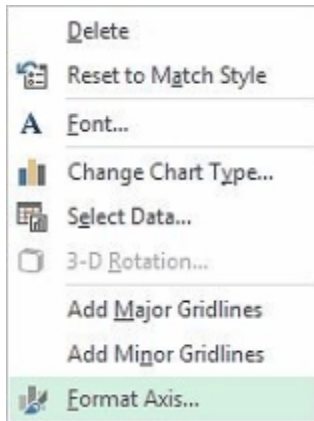 Delete
Reset to Match Style
Font...
Change Chart Type...
Select Data...
3-D Rotation...
Add Major Gridlines
Add Minor Gridlines
Format Axis...